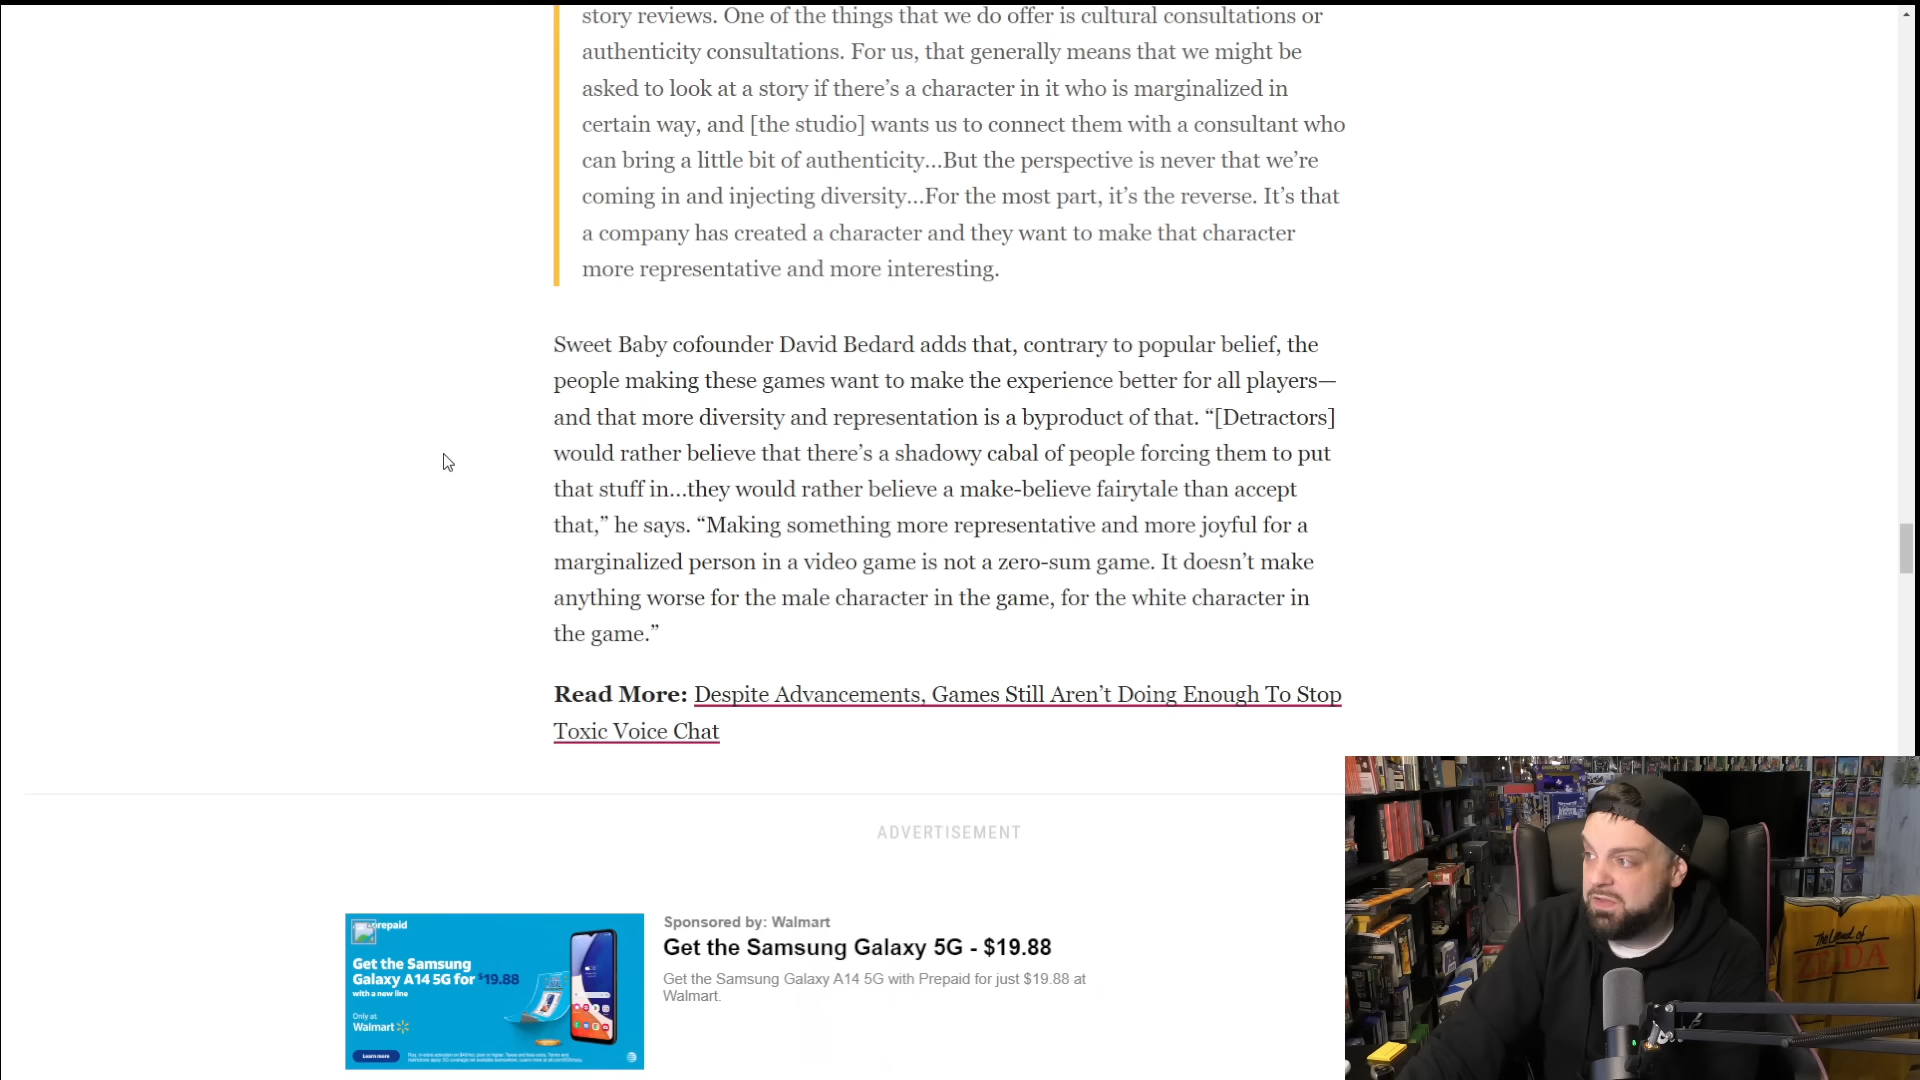 story reviews. One of the things that we do offer is cultural consultations or
authenticity consultations. For us, that generally means that we might be
asked to look at a story if there’s a character in it who is marginalized in
certain way, and [the studio] wants us to connect them with a consultant who
can bring a little bit of authenticity…But the perspective is never that we’re
coming in and injecting diversity…For the most part, it’s the reverse. It’s that
a company has created a character and they want to make that character
more representative and more interesting.
Sweet Baby cofounder David Bedard adds that, contrary to popular belief, the
people making these games want to make the experience better for all players—
and that more diversity and representation is a byproduct of that. “[Detractors]
would rather believe that there’s a shadowy cabal of people forcing them to put
that stuff in…they would rather believe a make-believe fairytale than accept
that,” he says. “Making something more representative and more joyful for a
marginalized person in a video game is not a zero-sum game. It doesn’t make
anything worse for the male character in the game, for the white character in
the game.”
Read More: Despite Advancements, Games Still Aren’t Doing Enough To Stop
Toxic Voice Chat
ADVERTISEMENT
repaid
Get the Samsung
Galaxy A14 5G for $19.88
with a new line
Only at
Walmart
Learn more
Sponsored by: Walmart
Get the Samsung Galaxy 5G - $19.88
Get the Samsung Galaxy A14 5G with Prepaid for just $19.88 at
Walmart.
The Legend of
ZELDA